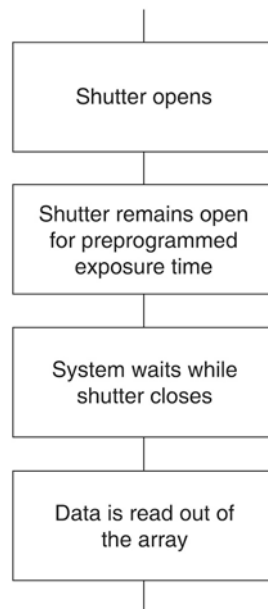 Shutter opens
Shutter remains open
for preprogrammed
exposure time
System waits while
shutter closes
Data is read out of
the array